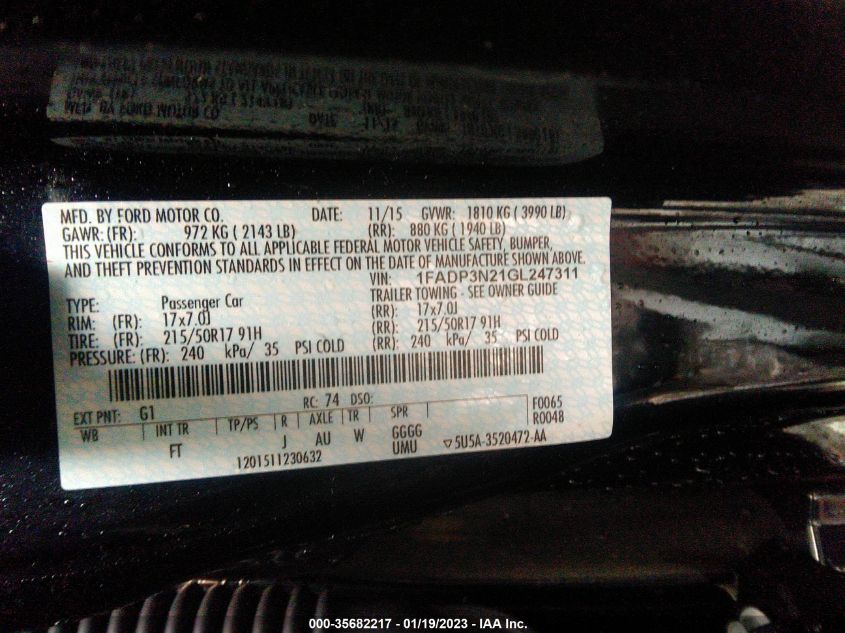 MFD. BY FORD MOTOR CO. DATE: 11/15 GVWR: 1810 KG ( 3990 LB)
GAWR: (FR): 972 KG ( 2143 LB) (RR): 880 KG ( 1940 LB)
THIS VEHICLE CONFORMS TO ALL APPLICABLE FEDERAL MOTOR VEHICLE SAFETY, BUMPER,
AND THEFT PREVENTION STANDARDS IN EFFECT ON THE DATE OF MANUFACTURE SHOWN ABOVE.
VIN: 1FADP3N21GL247311
TYPE: Passenger Car TRAILER TOWING - SEE OWNER GUIDE
RIM: (FR): 17x7.0J (RR): 17x7.0J
TIRE: (FR): 215/50R17 91H (RR): 215/50R17 91H
PRESSURE: (FR): 240 kPa/ 35 PSI COLD (RR): 240 kPa/ 35 PSI COLD
EXT PNT: G1 RC: 74 DSO: F0065
WB INT TR TP/PS R AXLE TR SPR R0048
FT J AU W GGGG
UMU ▽5U5A-3520472-AA
1201511230632
000-35682217 - 01/19/2023 - IAA Inc.